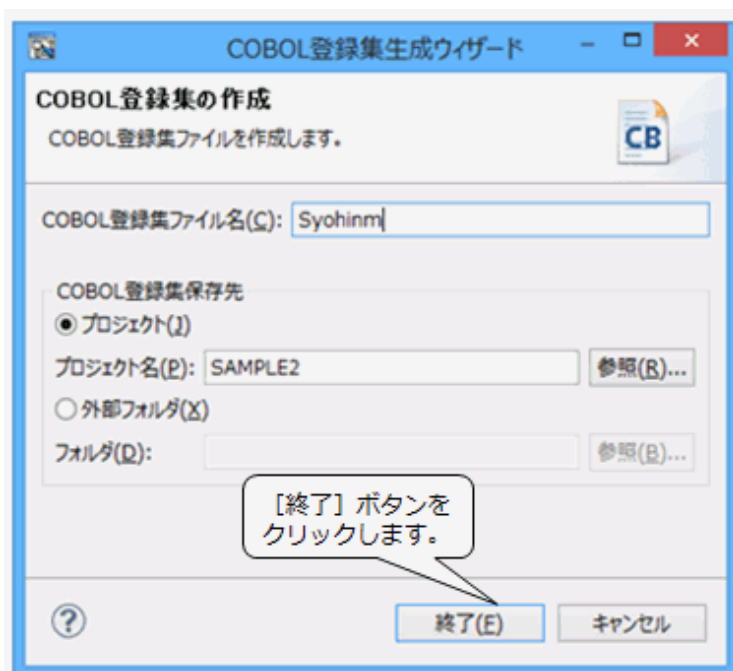 COBOL登録集生成ウィザード
COBOL登録集の作成
COBOL登録集ファイルを作成します。
CB
COBOL登録集ファイル名(C): Syohinm
COBOL登録集保存先
プロジェクト(J)
プロジェクト名(P): SAMPLE2 参照(R)...
外部フォルダ(X)
フォルダ(D): 参照(B)...
［終了］ボタンを
クリックします。
終了(F) キャンセル